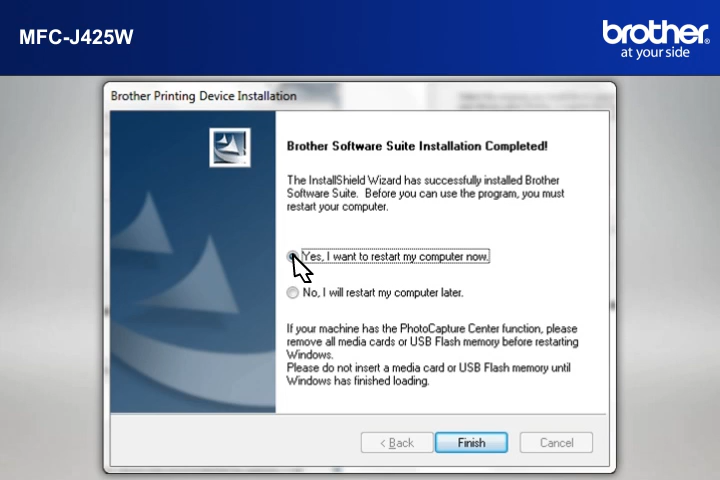 MFC-J425W
brother
at your side
Brother Printing Device Installation
Brother Software Suite Installation Completed!
The InstallShield Wizard has successfully installed Brother
Software Suite.  Before you can use the program, you must
restart your computer.
Yes, I want to restart my computer now.
No, I will restart my computer later.
If your machine has the PhotoCapture Center function, please
remove all media cards or USB Flash memory before restarting
Windows.
Please do not insert a media card or USB Flash memory until
Windows has finished loading.
< Back
Finish
Cancel